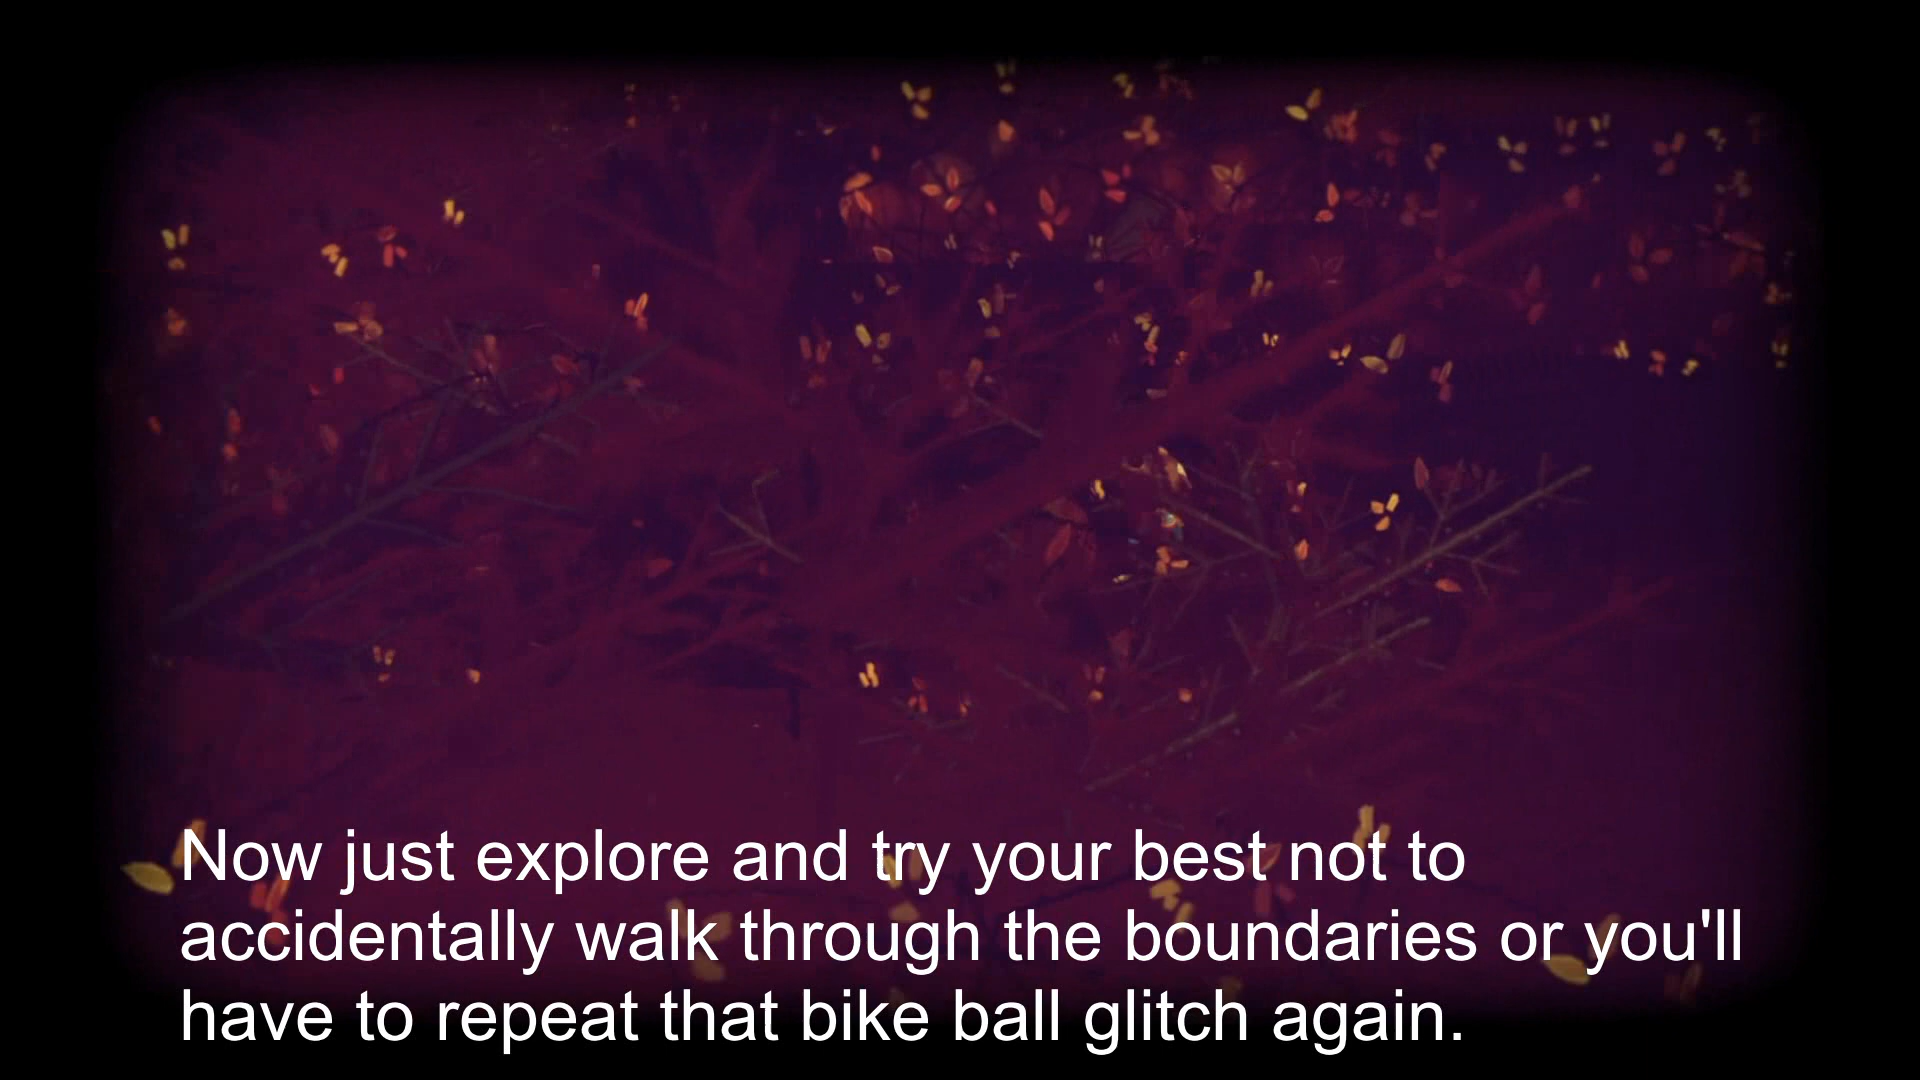 Now just explore and try your best not to
accidentally walk through the boundaries or you'll
have to repeat that bike ball glitch again.